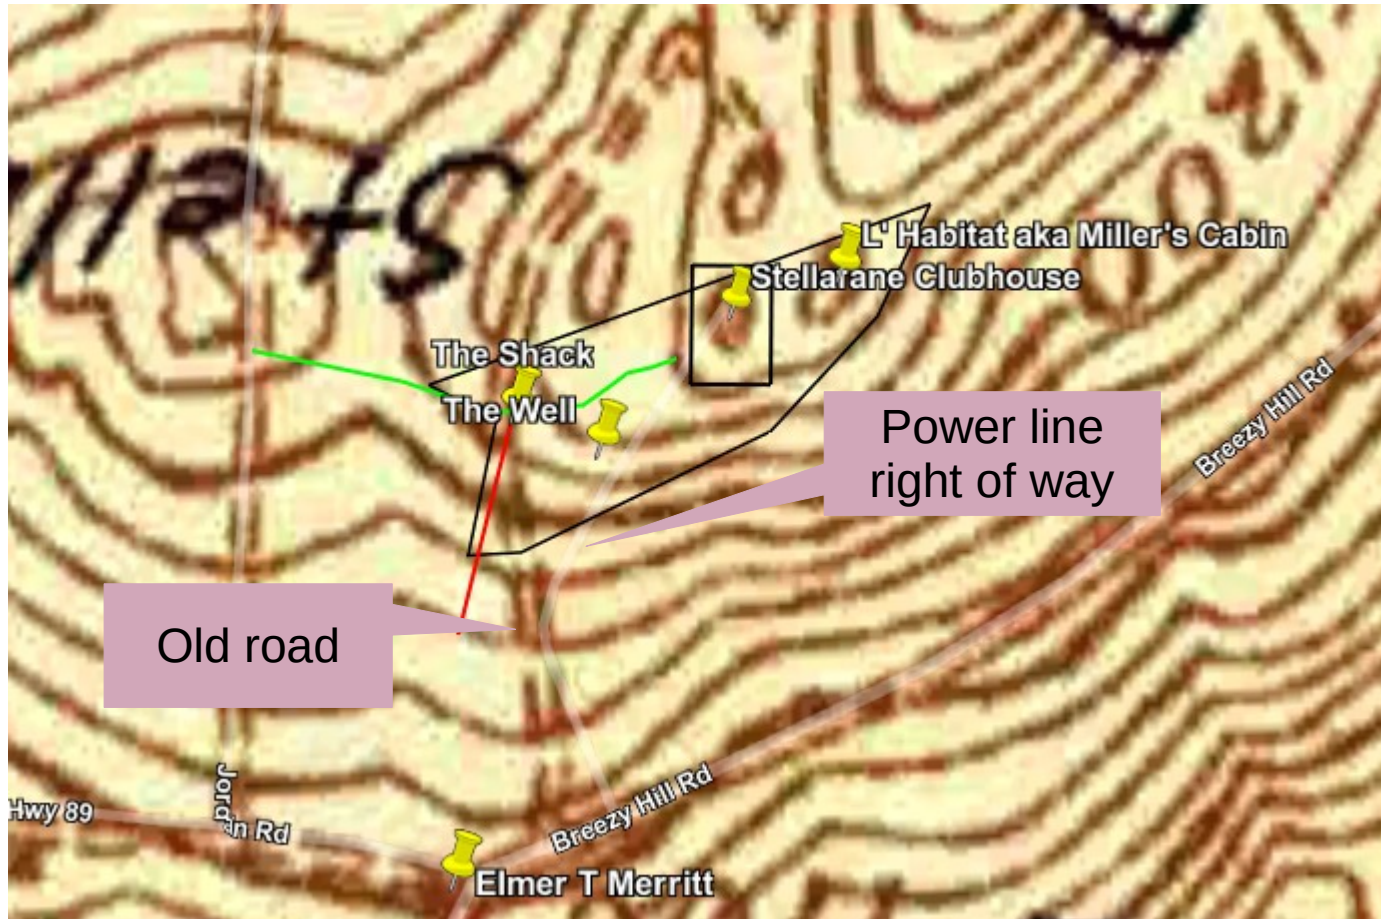 Stella
L' Habitat aka Miller's Cabin
Stellafane Clubhouse
The Shack
The Well
Power line
right of way
Breezy Hill Rd
Old road
Jordan Rd
Hwy 89
Breezy Hill Rd
Elmer T Merritt